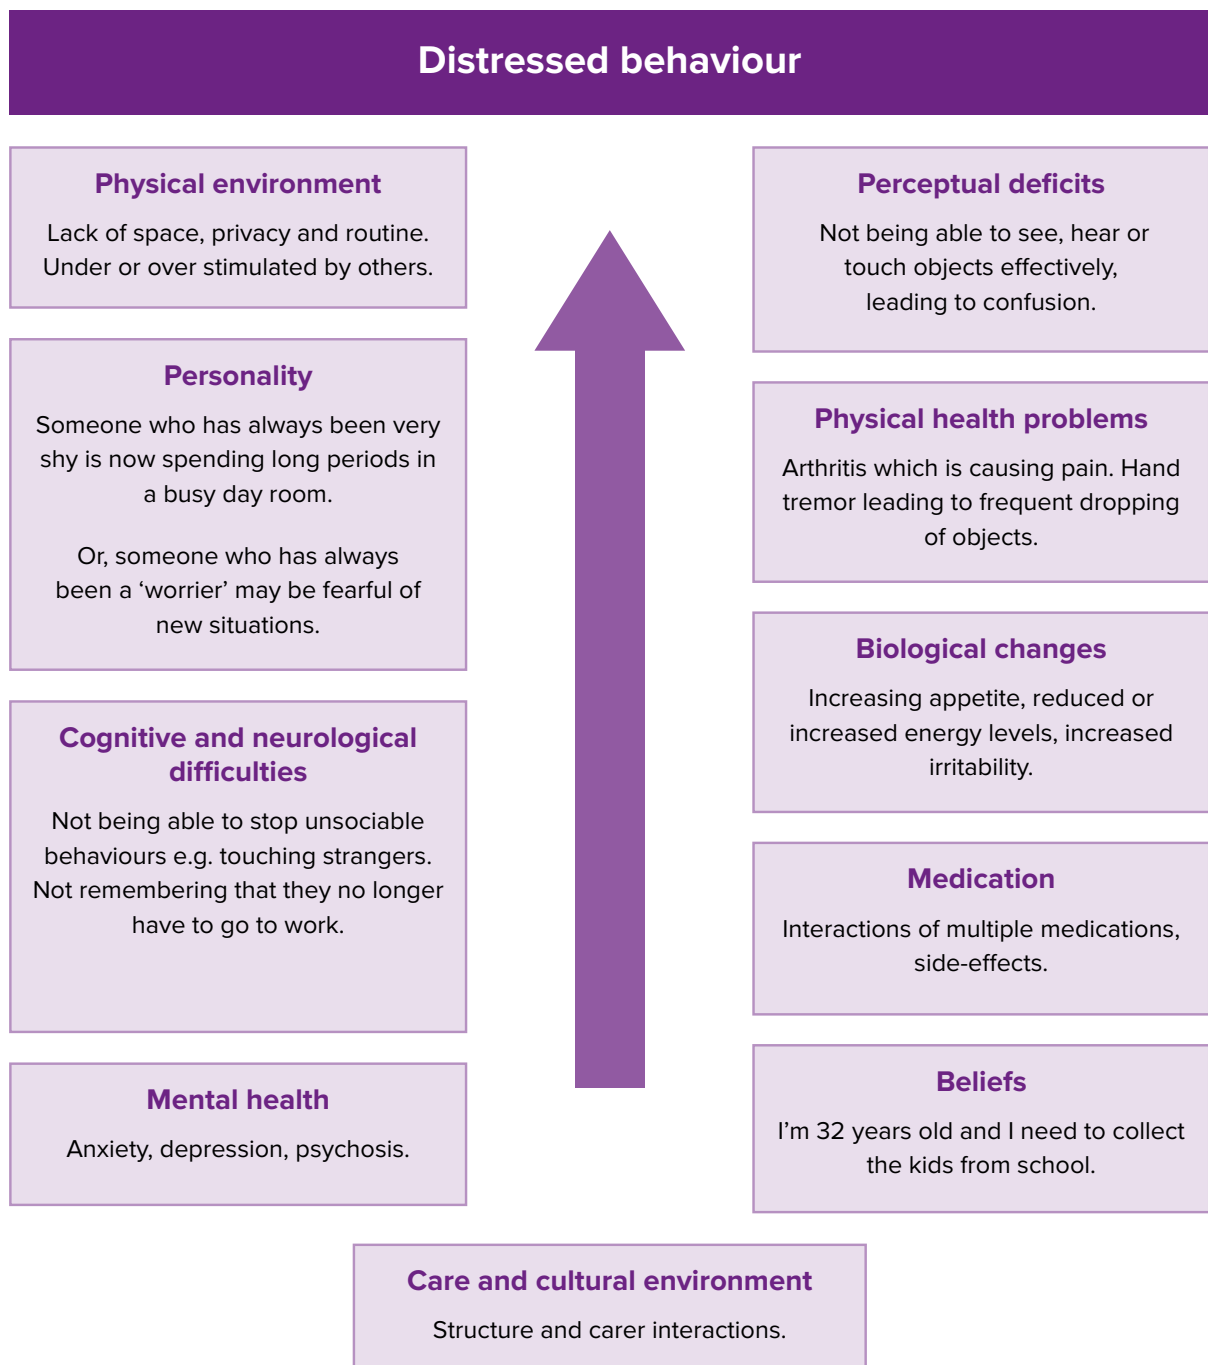 Distressed behaviour
Physical environment
Lack of space, privacy and routine.
Under or over stimulated by others.
Personality
Someone who has always been very
shy is now spending long periods in
a busy day room.
Or, someone who has always
been a ‘worrier’ may be fearful of
new situations.
Cognitive and neurological
difficulties
Not being able to stop unsociable
behaviours e.g. touching strangers.
Not remembering that they no longer
have to go to work.
Mental health
Anxiety, depression, psychosis.
Perceptual deficits
Not being able to see, hear or
touch objects effectively,
leading to confusion.
Physical health problems
Arthritis which is causing pain. Hand
tremor leading to frequent dropping
of objects.
Biological changes
Increasing appetite, reduced or
increased energy levels, increased
irritability.
Medication
Interactions of multiple medications,
side-effects.
Beliefs
I’m 32 years old and I need to collect
the kids from school.
Care and cultural environment
Structure and carer interactions.